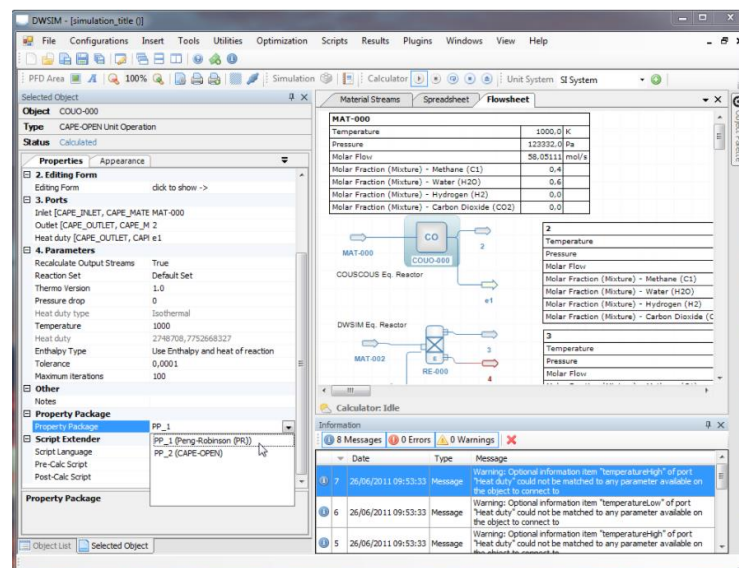 DWSIM - [simulation_title ()]
File Configurations Insert Tools Utilities Optimization Scripts Results Plugins Windows View Help
PFD Area 100% Simulation Calculator Unit System SI System
Selected Object
Object COUO-000
Type CAPE-OPEN Unit Operation
Status Calculated
Properties Appearance
2. Editing Form
Editing Form click to show ->
3. Ports
Inlet [CAPE_INLET, CAPE_MATE MAT-000
Outlet [CAPE_OUTLET, CAPE_M 2
Heat duty [CAPE_OUTLET, CAPI e1
4. Parameters
Recalculate Output Streams True
Reaction Set Default Set
Thermo Version 1.0
Pressure drop 0
Heat duty type Isothermal
Temperature 1000
Heat duty 2748708,7752668327
Enthalpy Type Use Enthalpy and heat of reaction
Tolerance 0,0001
Maximum iterations 100
Other
Notes
Property Package
Property Package PP_1
PP_1 (Peng-Robinson (PR))
PP_2 (CAPE-OPEN)
Script Extender
Script Language
Pre-Calc Script
Post-Calc Script
Property Package
Object List Selected Object
Material Streams Spreadsheet Flowsheet
Object Palette
MAT-000
Temperature 1000,0 K
Pressure 123332,0 Pa
Molar Flow 58,05111 mol/s
Molar Fraction (Mixture) - Methane (C1) 0,4
Molar Fraction (Mixture) - Water (H2O) 0,6
Molar Fraction (Mixture) - Hydrogen (H2) 0,0
Molar Fraction (Mixture) - Carbon Dioxide (CO2) 0,0
CO
MAT-000
COUO-000
2
COUSCOUS Eq. Reactor
e1
DWSIM Eq. Reactor
MAT-002
E
RE-000
3
4
2
Temperature
Pressure
Molar Flow
Molar Fraction (Mixture) - Methane (C1)
Molar Fraction (Mixture) - Water (H2O)
Molar Fraction (Mixture) - Hydrogen (H2)
Molar Fraction (Mixture) - Carbon Dioxide (C
3
Temperature
Pressure
Molar Flow
Calculator: Idle
Information
8 Messages 0 Errors 0 Warnings
Date Type Message
7 26/06/2011 09:53:33 Message Warning: Optional information item "temperatureHigh" of port
"Heat duty" could not be matched to any parameter available on
the object to connect to
6 26/06/2011 09:53:33 Message Warning: Optional information item "temperatureLow" of port
"Heat duty" could not be matched to any parameter available on
the object to connect to
5 26/06/2011 09:53:33 Message Warning: Optional information item "temperatureHigh" of port
"Heat duty" could not be matched to any parameter available on